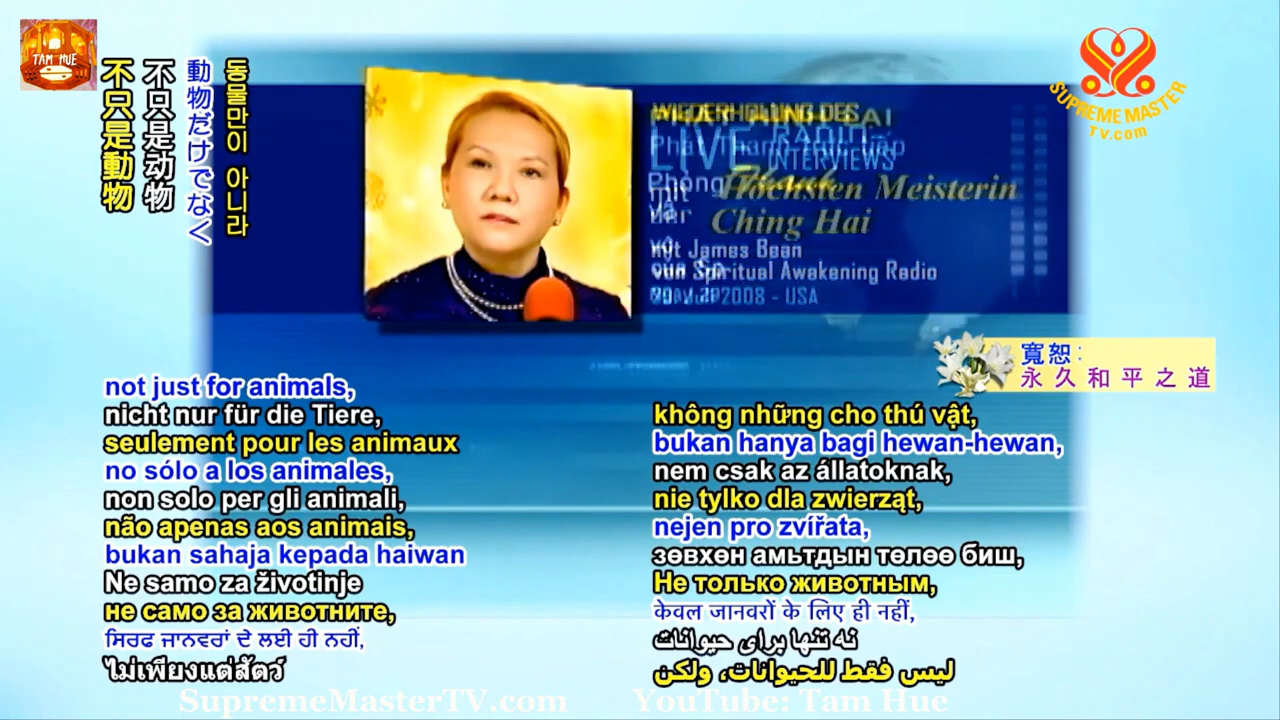 TAM HUE
不只是動物
不只是动物
動物だけでなく
동물만이 아니라
SUPREME MASTER
TV.com
WIEDERHOLUNG DES
LIVE
RADIO
INTERVIEWS
Phỏng
mit
Höchsten Meisterin
Ching Hai
James Bean
Spiritual Awakening Radio
2008 - USA
寬恕:
永久和平之道
not just for animals,
nicht nur für die Tiere,
seulement pour les animaux
no sólo a los animales,
non solo per gli animali,
não apenas aos animais,
bukan sahaja kepada haiwan
Ne samo za životinje
не само за животните,
ਸਿਰਫ ਜਾਨਵਰਾਂ ਦੇ ਲਈ ਹੀ ਨਹੀਂ,
ไม่เพียงแต่สัตว์
không những cho thú vật,
bukan hanya bagi hewan-hewan,
nem csak az állatoknak,
nie tylko dla zwierząt,
nejen pro zvířata,
зөвхөн амьтдын төлөө биш,
Не только животным,
केवल जानवरों के लिए ही नहीं,
نه تنها برای حیوانات
ليس فقط للحيوانات، ولكن
SupremeMasterTV.com
YouTube: Tam Hue